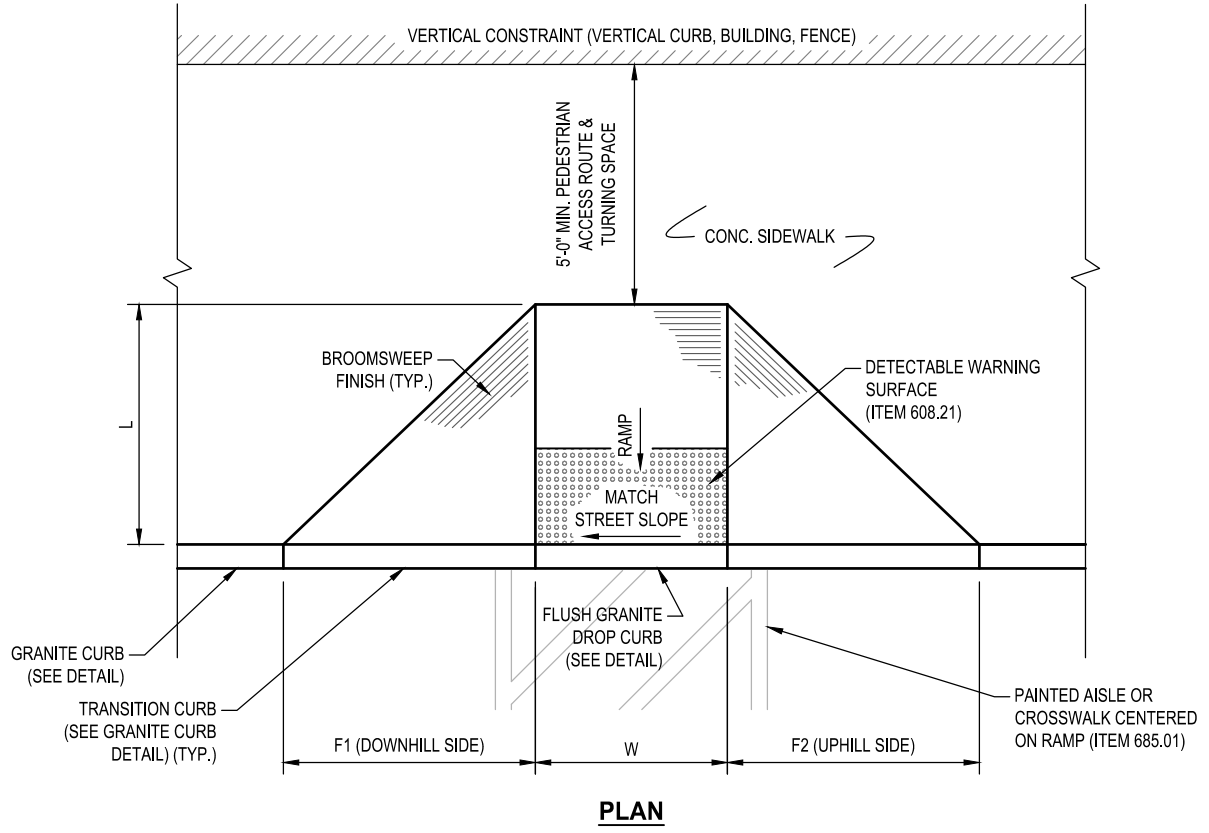 VERTICAL CONSTRAINT (VERTICAL CURB, BUILDING, FENCE)
5'-0" MIN. PEDESTRIAN
ACCESS ROUTE &
TURNING SPACE
CONC. SIDEWALK
BROOMSWEEP
FINISH (TYP.)
DETECTABLE WARNING
SURFACE
(ITEM 608.21)
L
RAMP
MATCH
STREET SLOPE
GRANITE CURB
(SEE DETAIL)
FLUSH GRANITE
DROP CURB
(SEE DETAIL)
TRANSITION CURB
(SEE GRANITE CURB
DETAIL) (TYP.)
PAINTED AISLE OR
CROSSWALK CENTERED
ON RAMP (ITEM 685.01)
F1 (DOWNHILL SIDE)
W
F2 (UPHILL SIDE)
PLAN